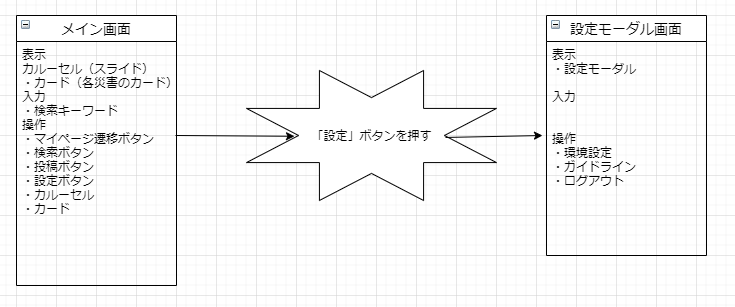 メイン画面
表示
カルーセル（スライド）
・カード（各災害のカード）
入力
・検索キーワード
操作
・マイページ遷移ボタン
・検索ボタン
・投稿ボタン
・設定ボタン
・カルーセル
・カード
「設定」ボタンを押す
設定モーダル画面
表示
・設定モーダル
入力
操作
・環境設定
・ガイドライン
・ログアウト